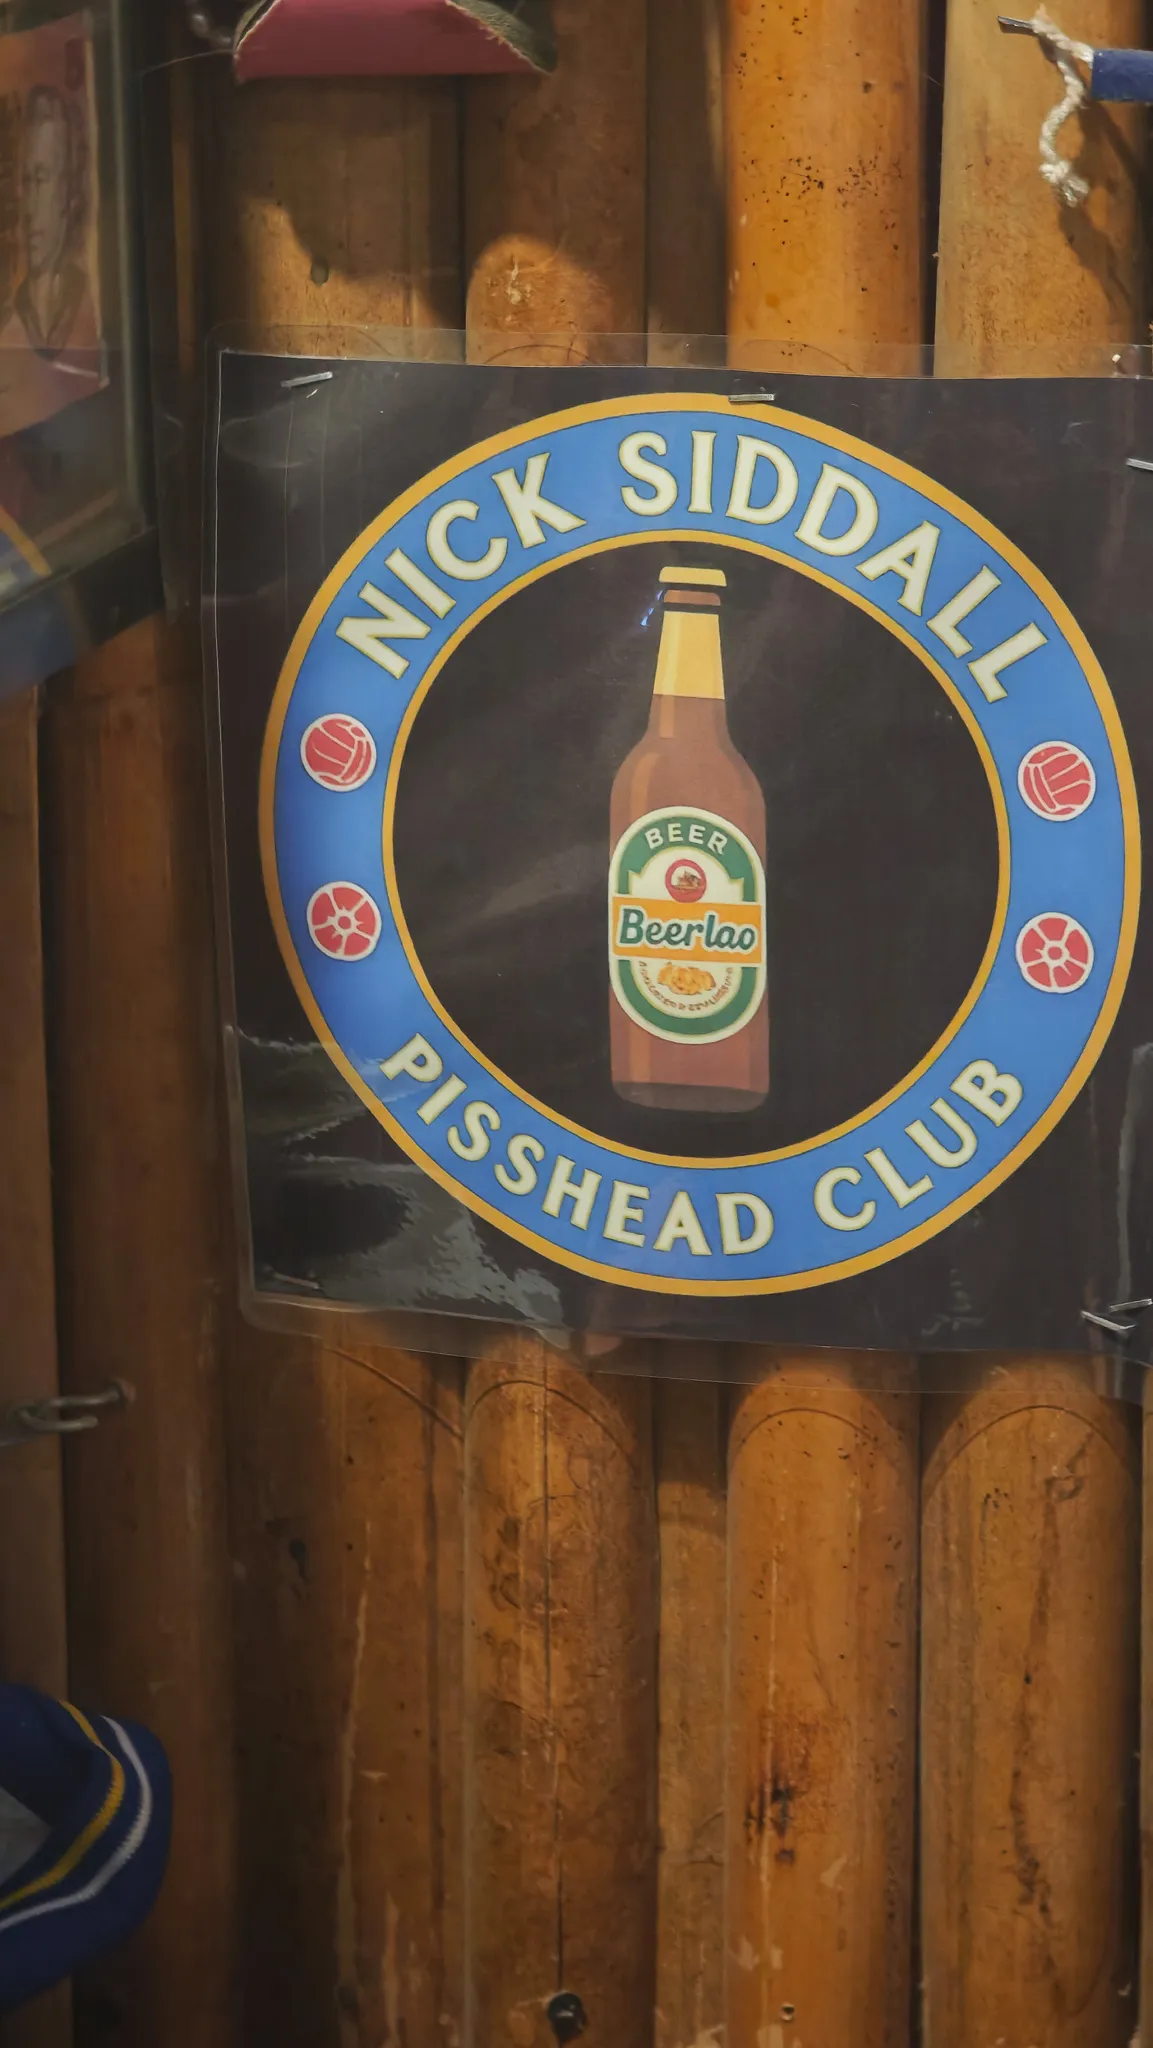 NICK SIDDALL
BEER
Beerlao
PISSHEAD CLUB